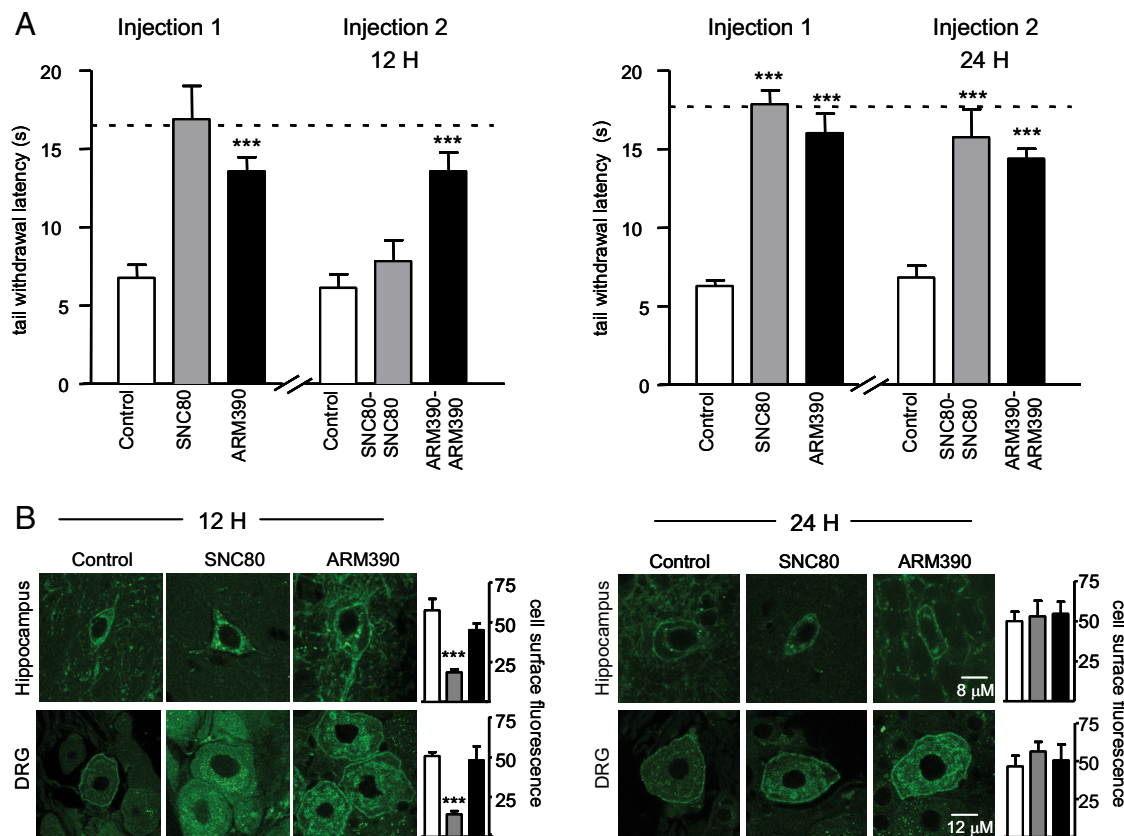 A
Injection 1
Injection 2
12 H
tail withdrawal latency (s)
20
15
10
5
0
***
***
Control
SNC80
ARM390
Control
SNC80-
SNC80
ARM390-
ARM390
Injection 1
Injection 2
24 H
tail withdrawal latency (s)
20
15
10
5
0
***
***
***
***
Control
SNC80
ARM390
Control
SNC80-
SNC80
ARM390-
ARM390
B
12 H
Control
SNC80
ARM390
Hippocampus
DRG
***
75
50
25
***
75
50
25
cell surface fluorescence
24 H
Control
SNC80
ARM390
Hippocampus
DRG
8 µM
12 µM
75
50
25
75
50
25
cell surface fluorescence